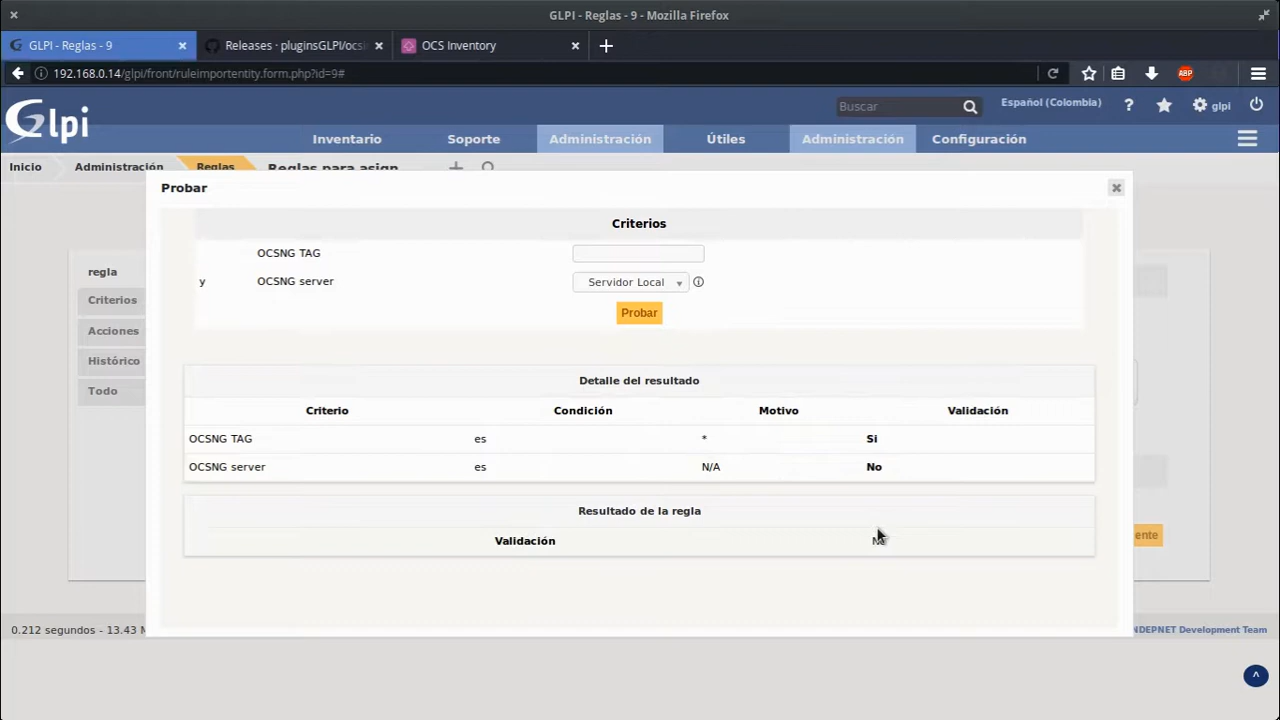 GLPI - Reglas - 9 - Mozilla Firefox
GLPI - Reglas - 9
Releases · pluginsGLPI/ocsi
OCS Inventory
192.168.0.14/glpi/front/ruleimportentity.form.php?id=9#
ABP
Glpi
Buscar
Español (Colombia)
?
glpi
Inventario
Soporte
Administración
Útiles
Administración
Configuración
Inicio
Administración
Reglas
Reglas para asign
Probar
Criterios
OCSNG TAG
y
OCSNG server
Servidor Local
Probar
regla
Criterios
Acciones
Histórico
Todo
Detalle del resultado
Criterio
Condición
Motivo
Validación
OCSNG TAG
es
*
Si
OCSNG server
es
N/A
No
Resultado de la regla
Validación
ente
0.212 segundos - 13.43 M
NDEPNET Development Team